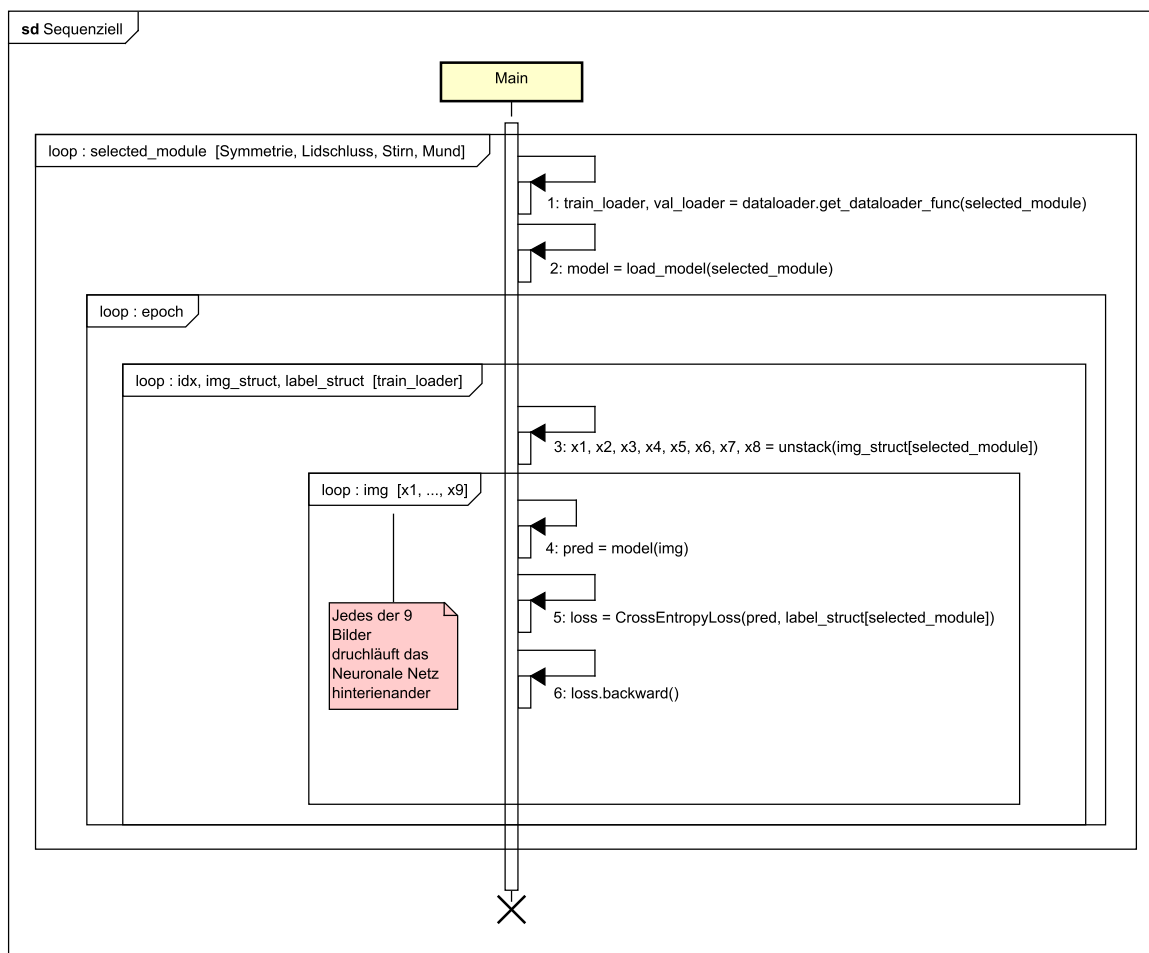 sd Sequenziell
Main
loop : selected_module [Symmetrie, Lidschluss, Stirn, Mund]
1: train_loader, val_loader = dataloader.get_dataloader_func(selected_module)
2: model = load_model(selected_module)
loop : epoch
loop : idx, img_struct, label_struct [train_loader]
3: x1, x2, x3, x4, x5, x6, x7, x8 = unstack(img_struct[selected_module])
loop : img [x1, ..., x9]
4: pred = model(img)
Jedes der 9
Bilder
druchläuft das
Neuronale Netz
hinterienander
5: loss = CrossEntropyLoss(pred, label_struct[selected_module])
6: loss.backward()